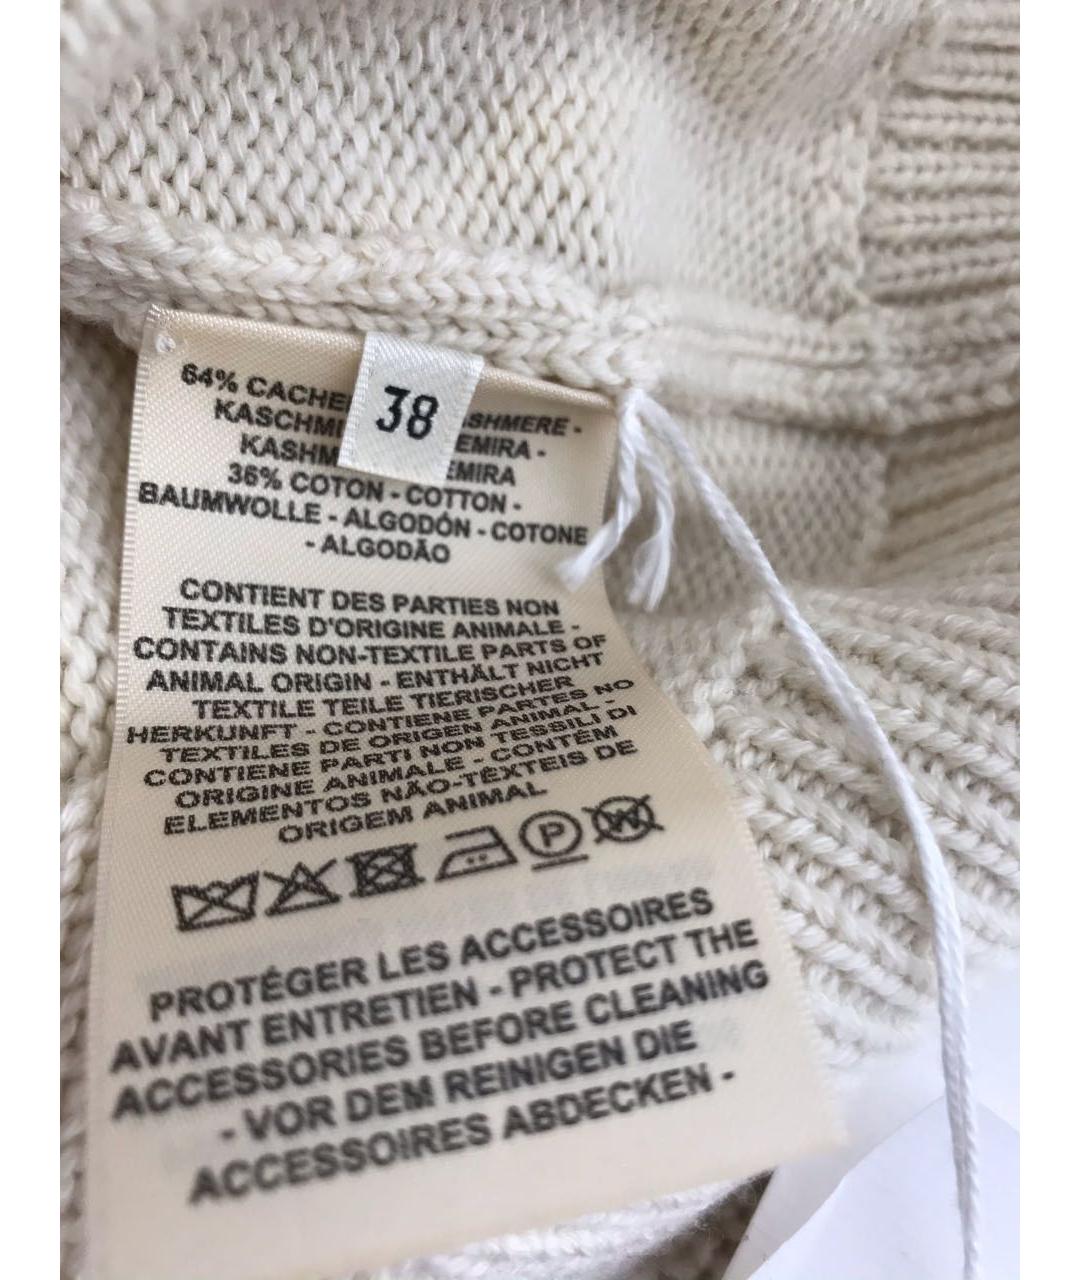 64% CACHE
38
SHMERE -
KASCHMI EMIRA -
KASHM EMIRA
36% COTON - COTTON -
BAUMWOLLE - ALGODÓN - COTONE
- ALGODÃO
CONTIENT DES PARTIES NON
TEXTILES D'ORIGINE ANIMALE -
CONTAINS NON-TEXTILE PARTS OF
ANIMAL ORIGIN - ENTHÄLT NICHT
TEXTILE TEILE TIERISCHER
HERKUNFT - CONTIENE PARTES NO
TEXTILES DE ORIGEN ANIMAL -
CONTIENE PARTI NON TESSILI DI
ORIGINE ANIMALE - CONTÉM
ELEMENTOS NÃO-TÊXTEIS DE
ORIGEM ANIMAL
P W
PROTÉGER LES ACCESSOIRES
AVANT ENTRETIEN - PROTECT THE
ACCESSORIES BEFORE CLEANING
- VOR DEM REINIGEN DIE
ACCESSOIRES ABDECKEN -